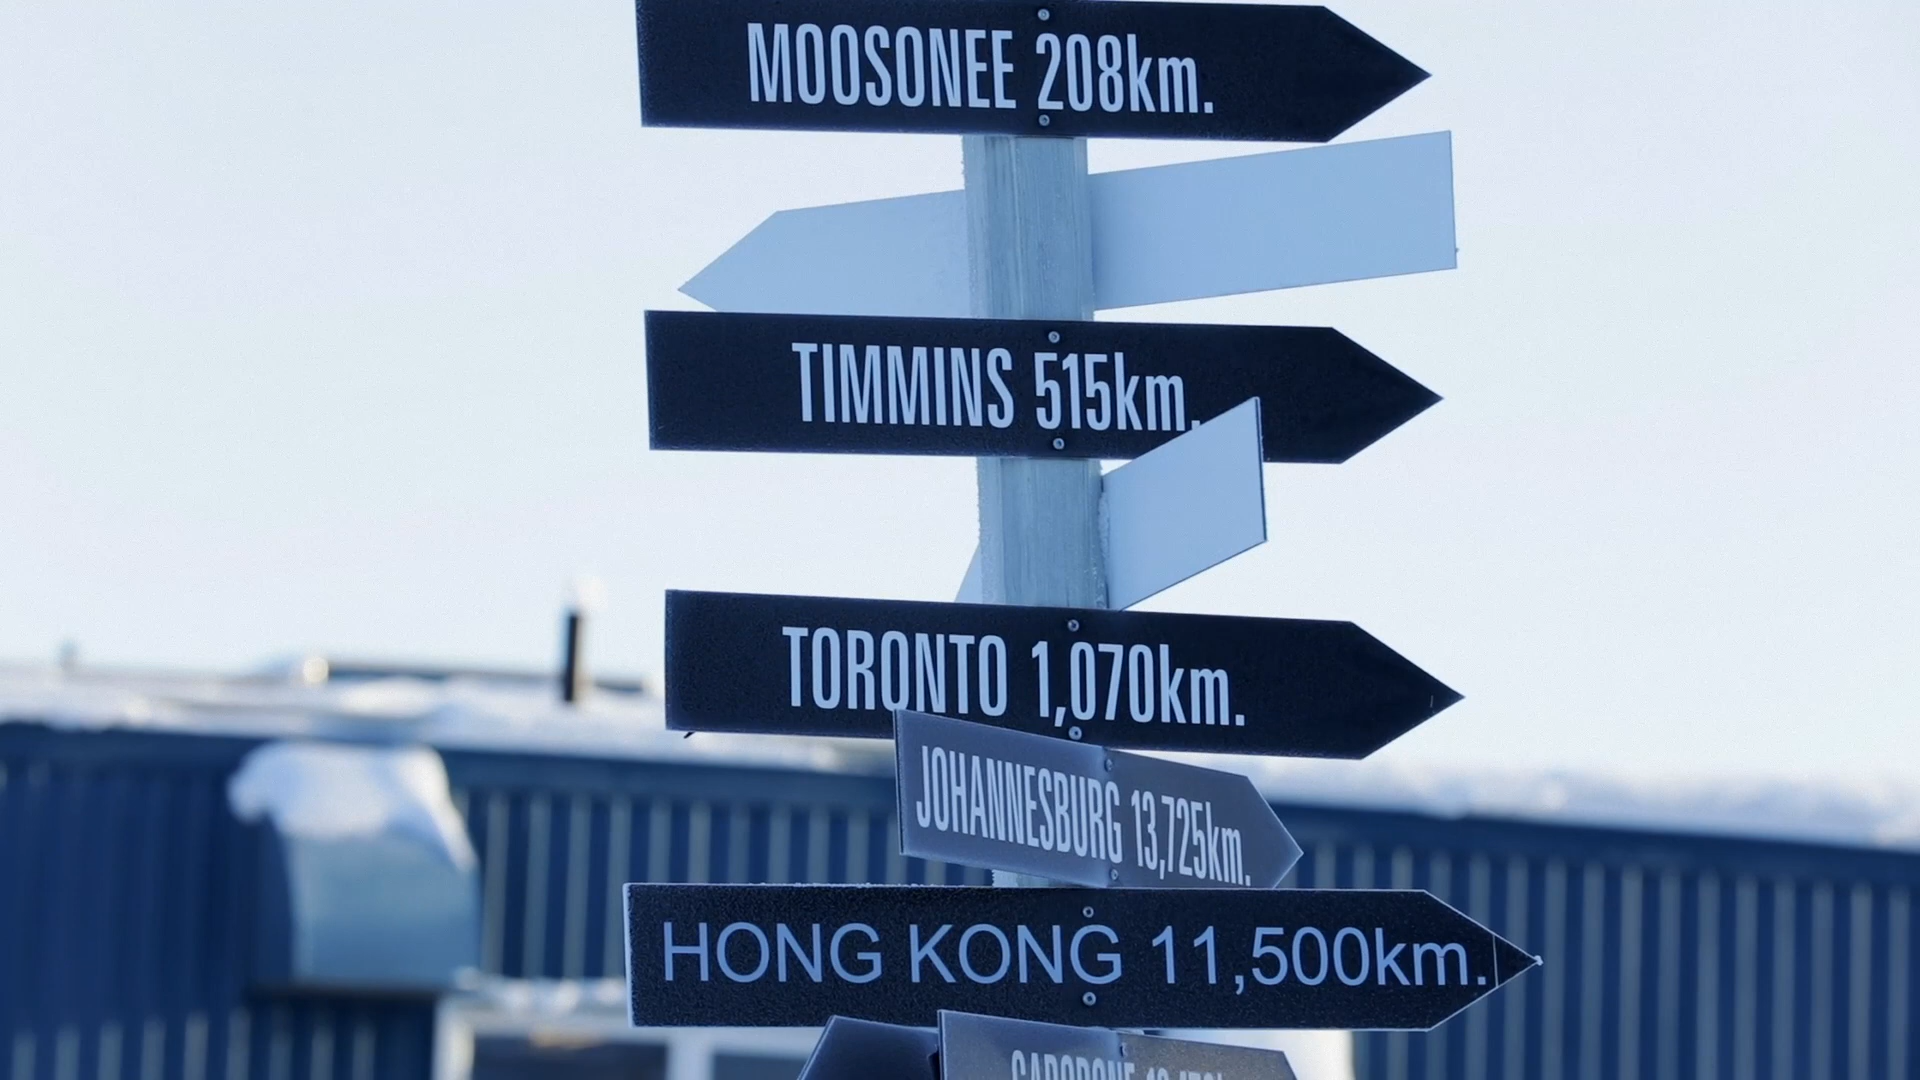 MOOSONEE 208km.
TIMMINS 515km.
TORONTO 1,070km.
JOHANNESBURG 13,725km.
HONG KONG 11,500km.